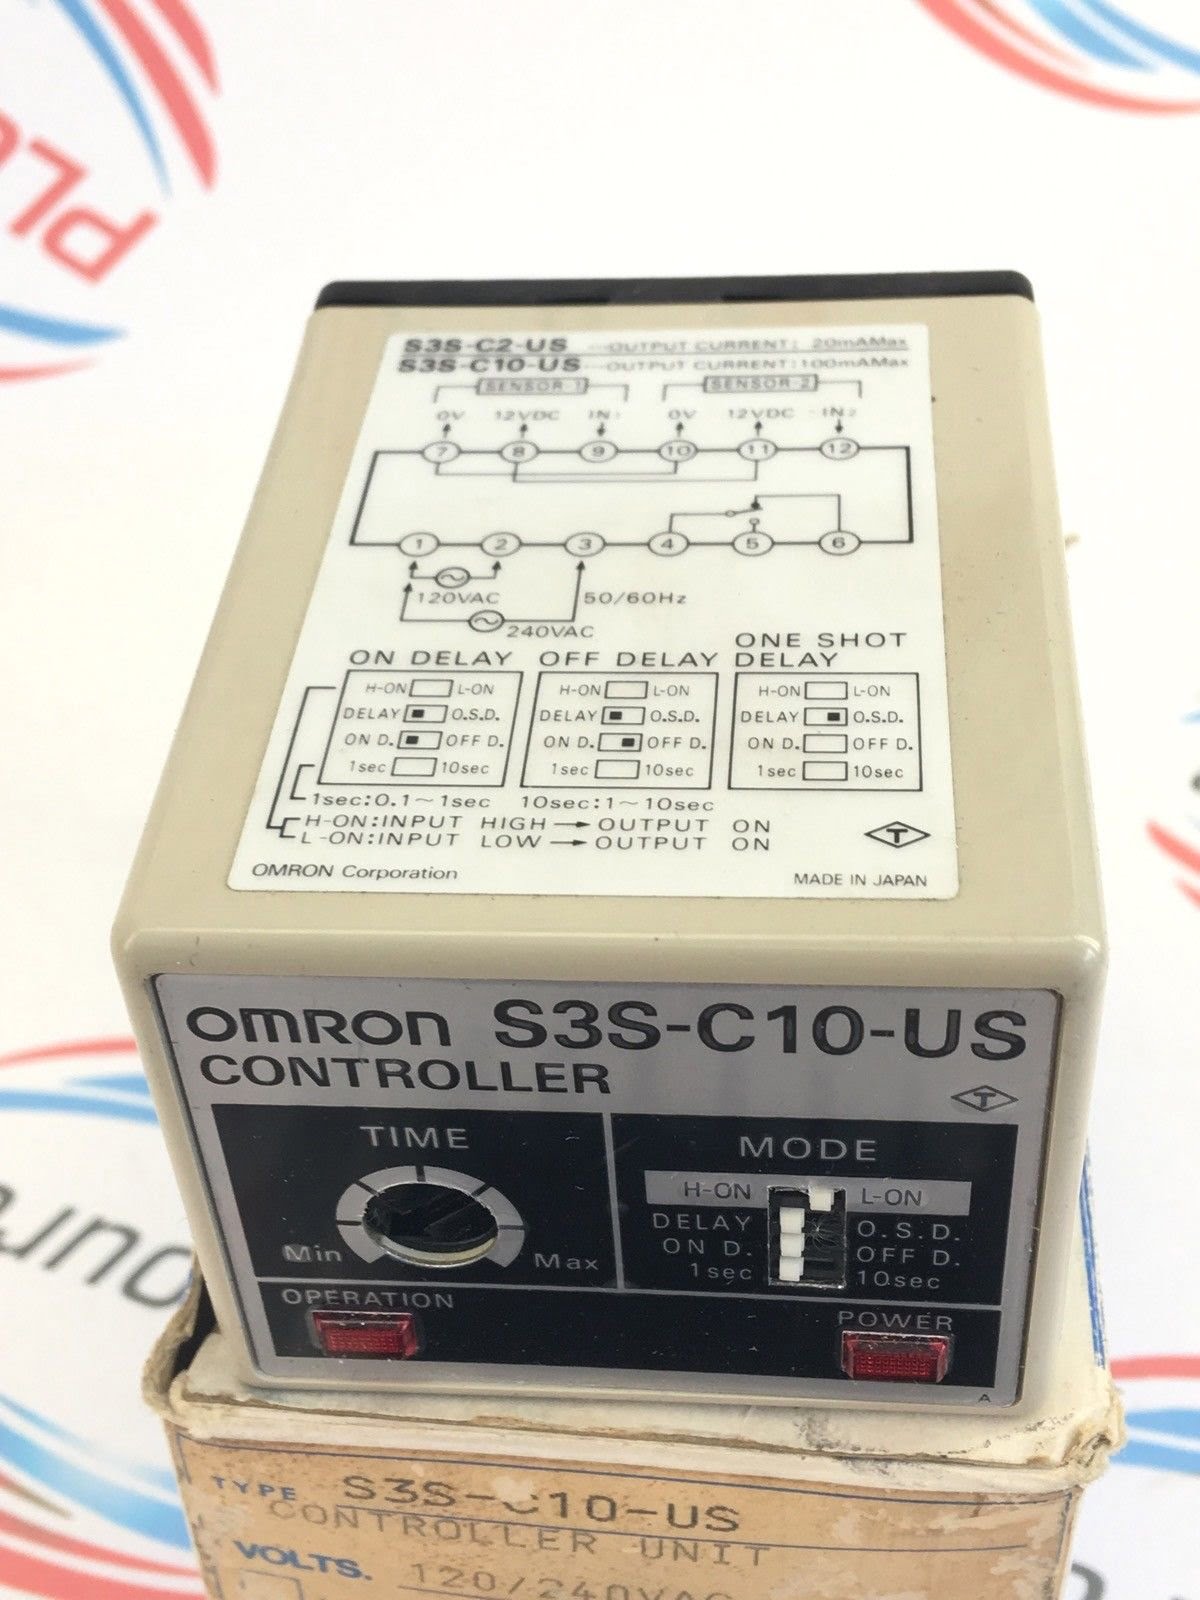 S3S-C2-US OUTPUT CURRENT: 20mAMax
S3S-C10-US OUTPUT CURRENT: 100mAMax
SENSOR-1 SENSOR-2
0V 12VDC IN1 0V 12VDC IN2
7 8 9 10 11 12
1 2 3 4 5 6
120VAC 50/60Hz
240VAC
ON DELAY OFF DELAY ONE SHOT DELAY
H-ON L-ON H-ON L-ON H-ON L-ON
DELAY O.S.D. DELAY O.S.D. DELAY O.S.D.
ON D. OFF D. ON D. OFF D. ON D. OFF D.
1sec 10sec 1sec 10sec 1sec 10sec
1sec:0.1~1sec 10sec:1~10sec
H-ON:INPUT HIGH → OUTPUT ON
L-ON:INPUT LOW → OUTPUT ON
T
OMRON Corporation MADE IN JAPAN
OMRON S3S-C10-US
CONTROLLER
T
TIME MODE
H-ON L-ON
DELAY O.S.D.
ON D. OFF D.
1sec 10sec
Min Max
OPERATION POWER
A
TYPE S3S-C10-US
CONTROLLER UNIT
VOLTS. 120/240VAC